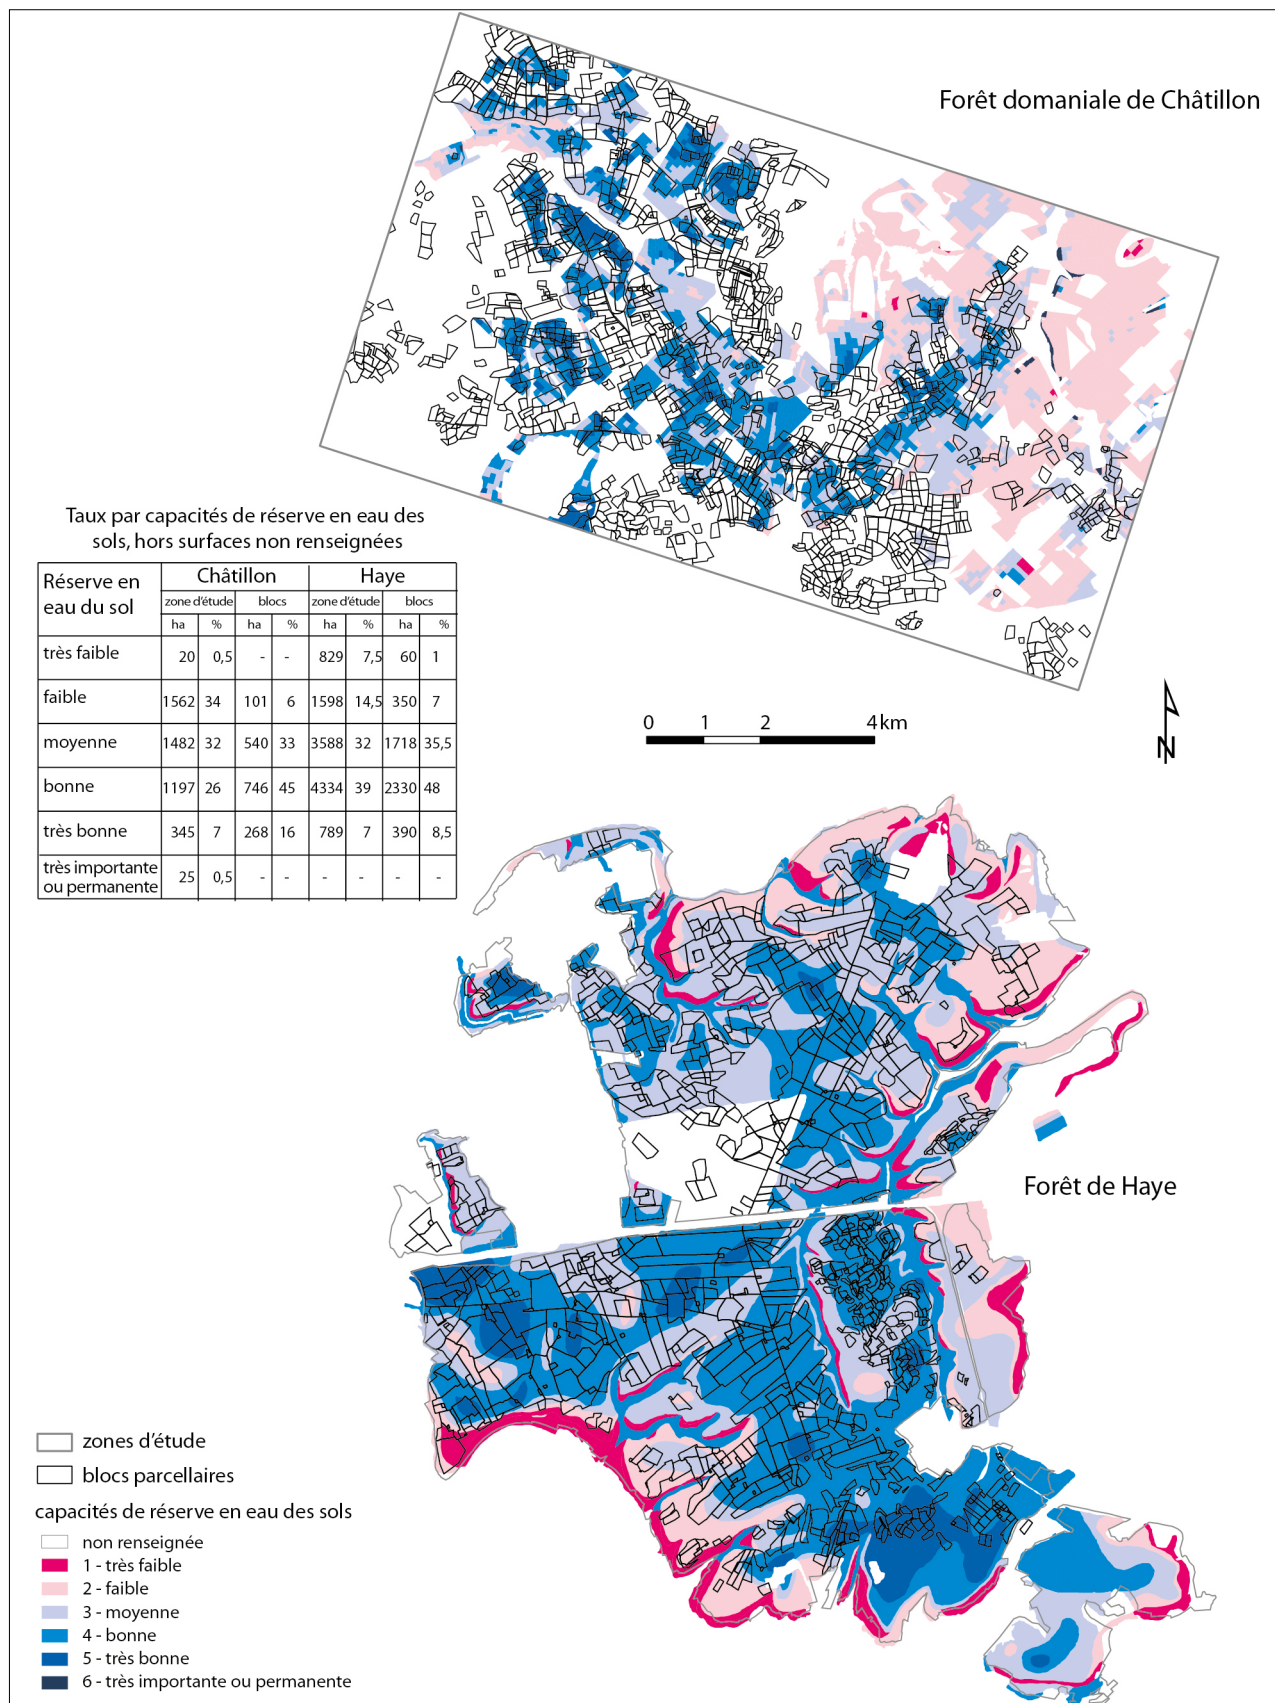 Forêt domaniale de Châtillon
Taux par capacités de réserve en eau des
sols, hors surfaces non renseignées
Réserve en eau du sol
Châtillon Haye
zone d'étude blocs zone d'étude blocs
ha % ha % ha % ha %
très faible 20 0,5 - - 829 7,5 60 1
faible 1562 34 101 6 1598 14,5 350 7
moyenne 1482 32 540 33 3588 32 1718 35,5
bonne 1197 26 746 45 4334 39 2330 48
très bonne 345 7 268 16 789 7 390 8,5
très importante
ou permanente 25 0,5 - - - - - -
0 1 2 4 km
N
Forêt de Haye
zones d'étude
blocs parcellaires
capacités de réserve en eau des sols
non renseignée
1 - très faible
2 - faible
3 - moyenne
4 - bonne
5 - très bonne
6 - très importante ou permanente